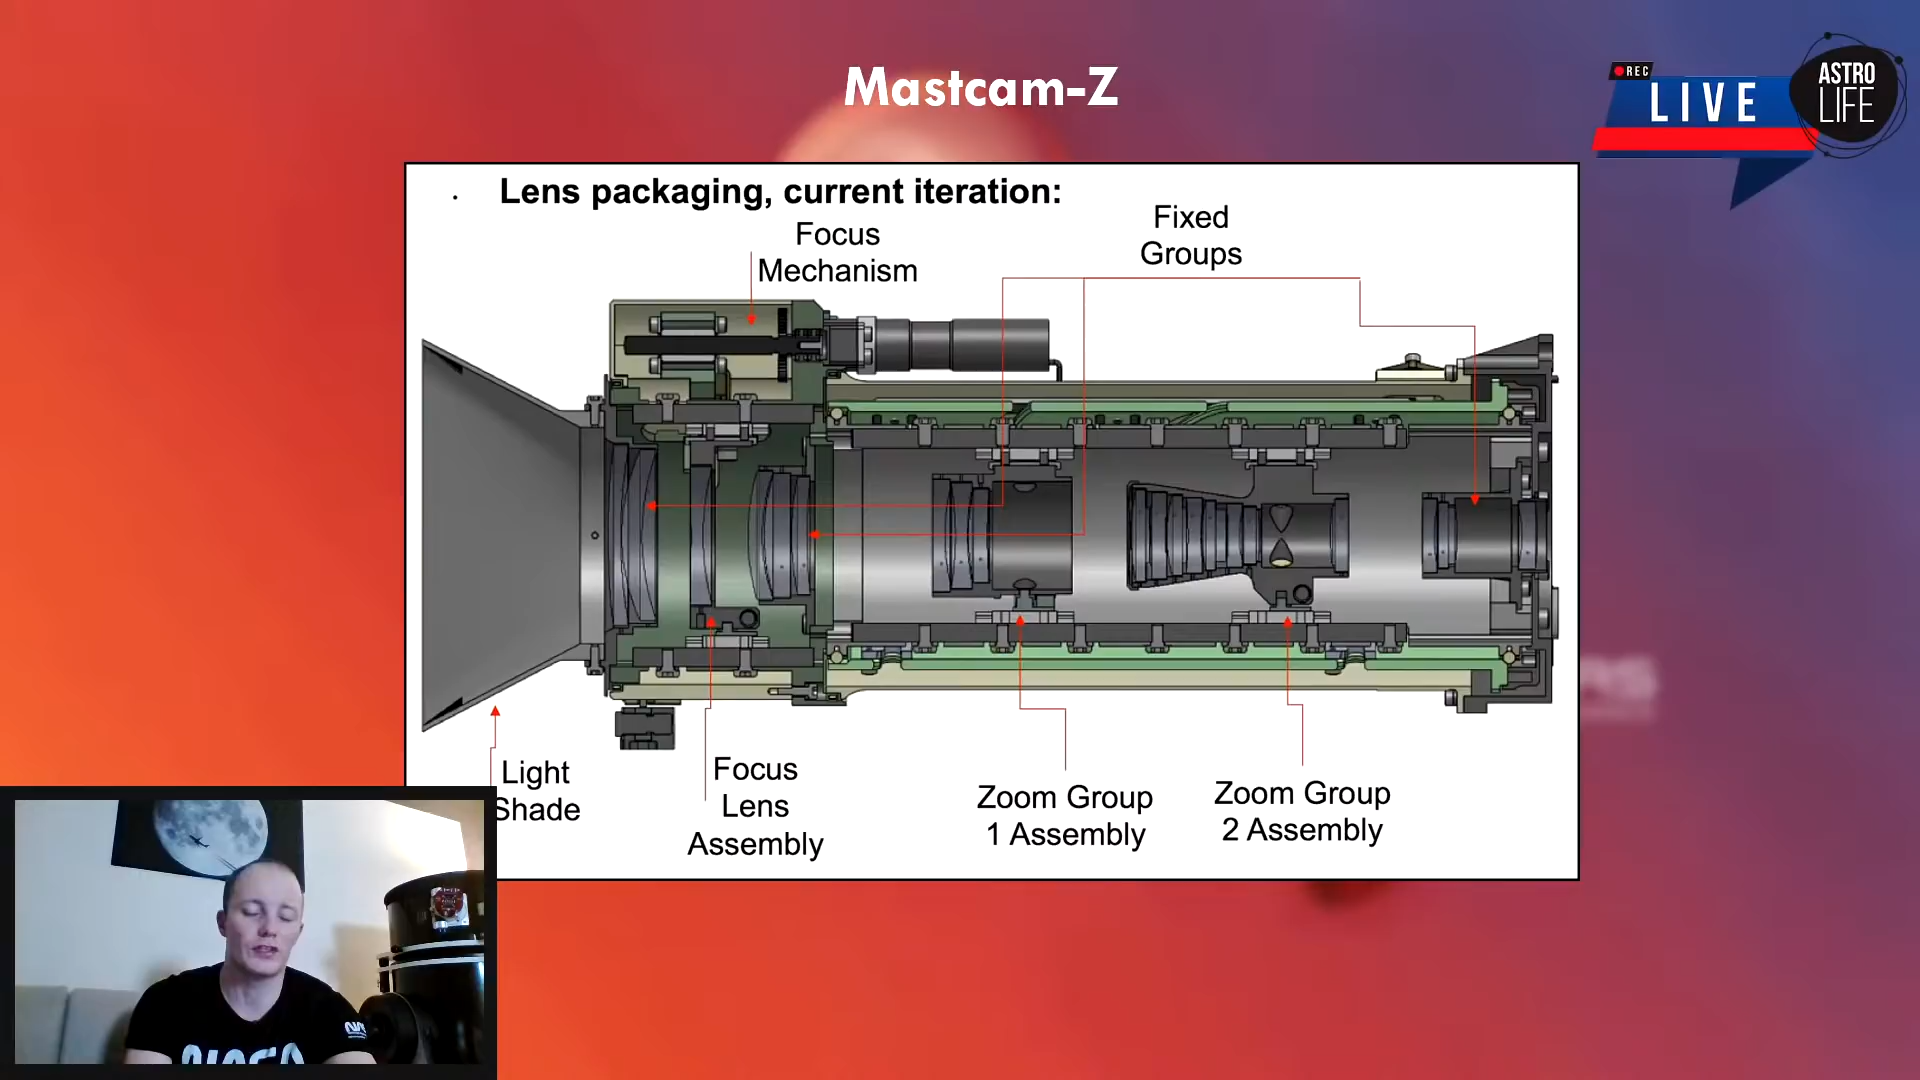 Mastcam-Z
REC
LIVE
ASTRO
LIFE
Lens packaging, current iteration:
Focus
Mechanism
Fixed
Groups
Light
Shade
Focus
Lens
Assembly
Zoom Group
1 Assembly
Zoom Group
2 Assembly